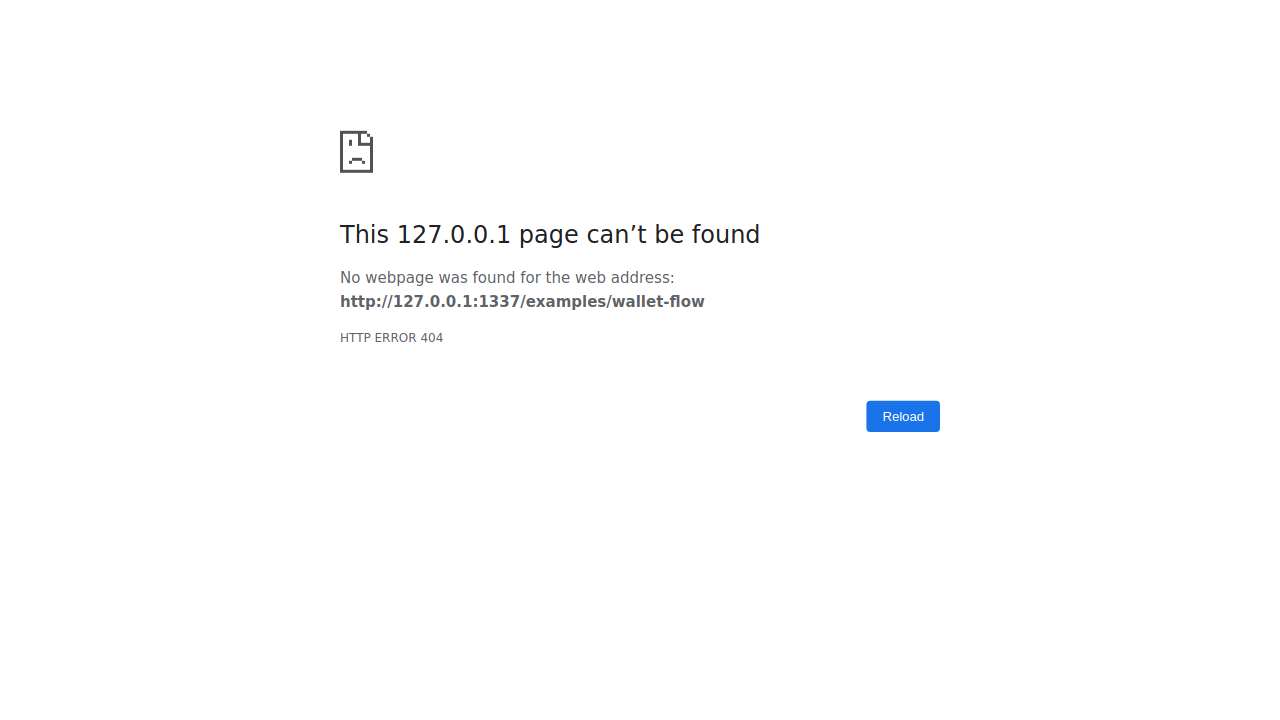 This 127.0.0.1 page can’t be found
No webpage was found for the web address:
http://127.0.0.1:1337/examples/wallet-flow
HTTP ERROR 404
Reload